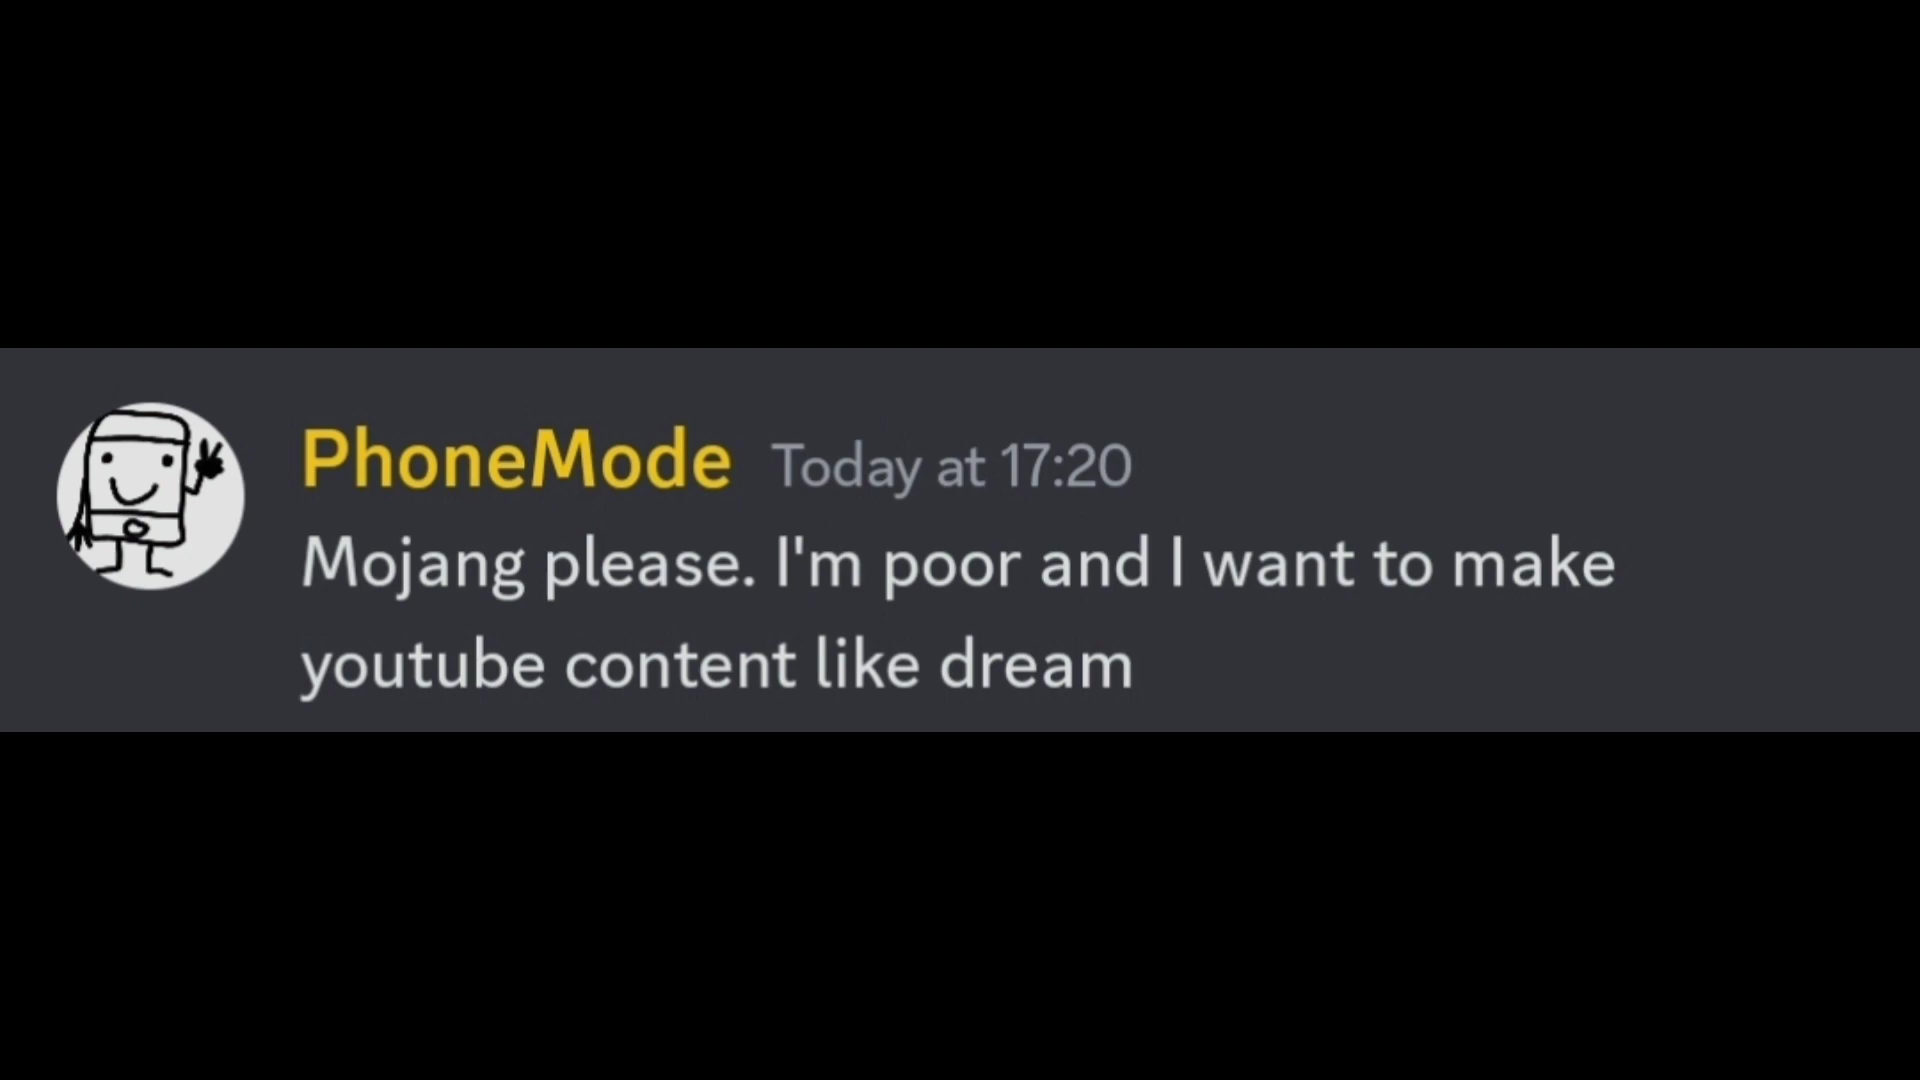 PhoneMode Today at 17:20
Mojang please. I'm poor and I want to make
youtube content like dream